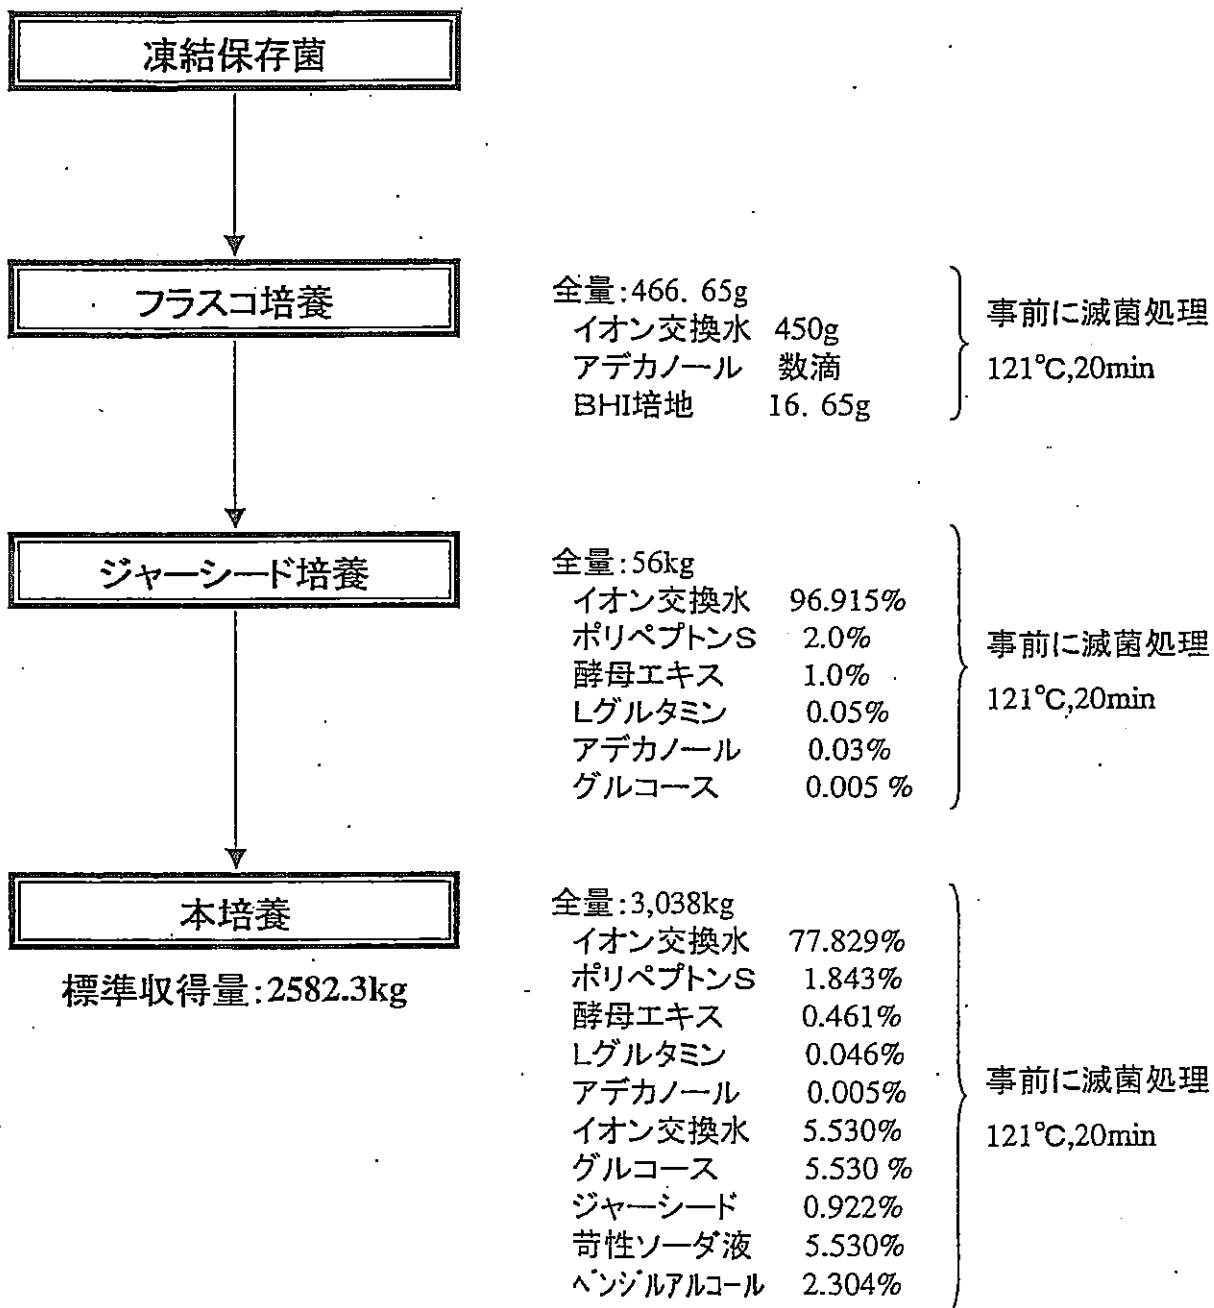 凍結保存菌
フラスコ培養
全量:466. 65g
イオン交換水 450g
アデカノール 数滴
BHI培地 16. 65g
事前に滅菌処理
121℃,20min
ジャーシード培養
全量:56kg
イオン交換水 96.915%
ポリペプトンS 2.0%
酵母エキス 1.0%
Lグルタミン 0.05%
アデカノール 0.03%
グルコース 0.005 %
事前に滅菌処理
121℃,20min
本培養
標準収得量:2582.3kg
全量:3,038kg
イオン交換水 77.829%
ポリペプトンS 1.843%
酵母エキス 0.461%
Lグルタミン 0.046%
アデカノール 0.005%
イオン交換水 5.530%
グルコース 5.530 %
ジャーシード 0.922%
苛性ソーダ液 5.530%
ベンジルアルコール 2.304%
事前に滅菌処理
121℃,20min